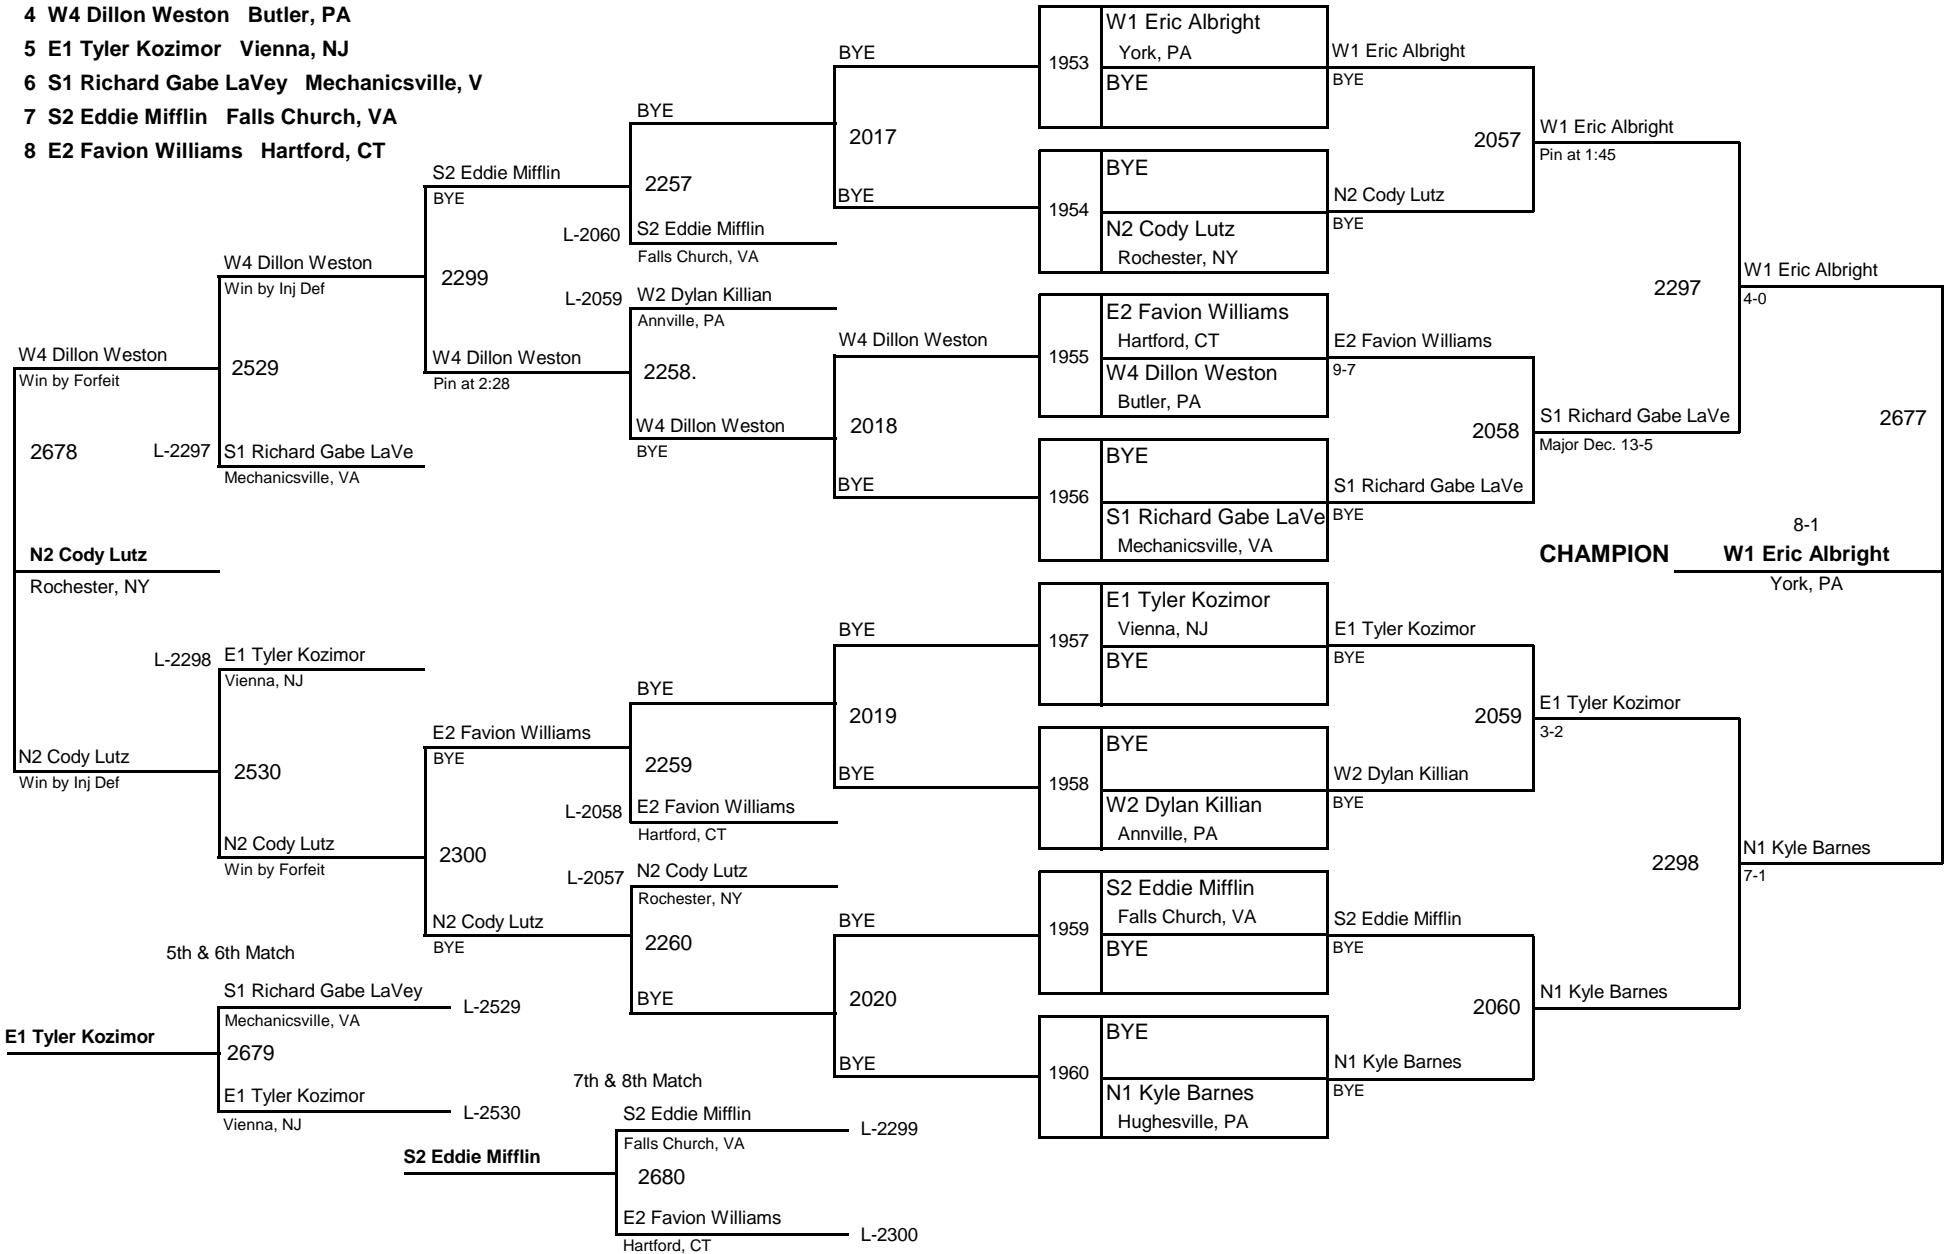 4 W4 Dillon Weston Butler, PA
5 E1 Tyler Kozimor Vienna, NJ
6 S1 Richard Gabe LaVey Mechanicsville, V
7 S2 Eddie Mifflin Falls Church, VA
8 E2 Favion Williams Hartford, CT
W4 Dillon Weston
Win by Forfeit
2678
N2 Cody Lutz
Rochester, NY
N2 Cody Lutz
Win by Inj Def
W4 Dillon Weston
Win by Inj Def
2529
L-2297
S1 Richard Gabe LaVe
Mechanicsville, VA
L-2298
E1 Tyler Kozimor
Vienna, NJ
2530
N2 Cody Lutz
Win by Forfeit
S2 Eddie Mifflin
BYE
2299
W4 Dillon Weston
Pin at 2:28
E2 Favion Williams
BYE
2300
N2 Cody Lutz
BYE
BYE
2257
L-2060
S2 Eddie Mifflin
Falls Church, VA
L-2059
W2 Dylan Killian
Annville, PA
2258.
W4 Dillon Weston
BYE
BYE
2259
L-2058
E2 Favion Williams
Hartford, CT
L-2057
N2 Cody Lutz
Rochester, NY
2260
BYE
BYE
2017
BYE
W4 Dillon Weston
2018
BYE
BYE
2019
BYE
BYE
2020
BYE
1953
W1 Eric Albright
York, PA
BYE
1954
BYE
N2 Cody Lutz
Rochester, NY
1955
E2 Favion Williams
Hartford, CT
W4 Dillon Weston
Butler, PA
1956
BYE
S1 Richard Gabe LaVe
Mechanicsville, VA
1957
E1 Tyler Kozimor
Vienna, NJ
BYE
1958
BYE
W2 Dylan Killian
Annville, PA
1959
S2 Eddie Mifflin
Falls Church, VA
BYE
1960
BYE
N1 Kyle Barnes
Hughesville, PA
W1 Eric Albright
BYE
2057
N2 Cody Lutz
BYE
E2 Favion Williams
9-7
2058
S1 Richard Gabe LaVe
BYE
E1 Tyler Kozimor
BYE
2059
W2 Dylan Killian
BYE
S2 Eddie Mifflin
BYE
2060
N1 Kyle Barnes
BYE
W1 Eric Albright
Pin at 1:45
2297
S1 Richard Gabe LaVe
Major Dec. 13-5
E1 Tyler Kozimor
3-2
2298
N1 Kyle Barnes
W1 Eric Albright
4-0
2677
8-1
CHAMPION W1 Eric Albright
York, PA
N1 Kyle Barnes
7-1
5th & 6th Match
S1 Richard Gabe LaVey
L-2529
Mechanicsville, VA
E1 Tyler Kozimor
2679
E1 Tyler Kozimor
L-2530
Vienna, NJ
7th & 8th Match
S2 Eddie Mifflin
L-2299
Falls Church, VA
S2 Eddie Mifflin
2680
E2 Favion Williams
L-2300
Hartford, CT